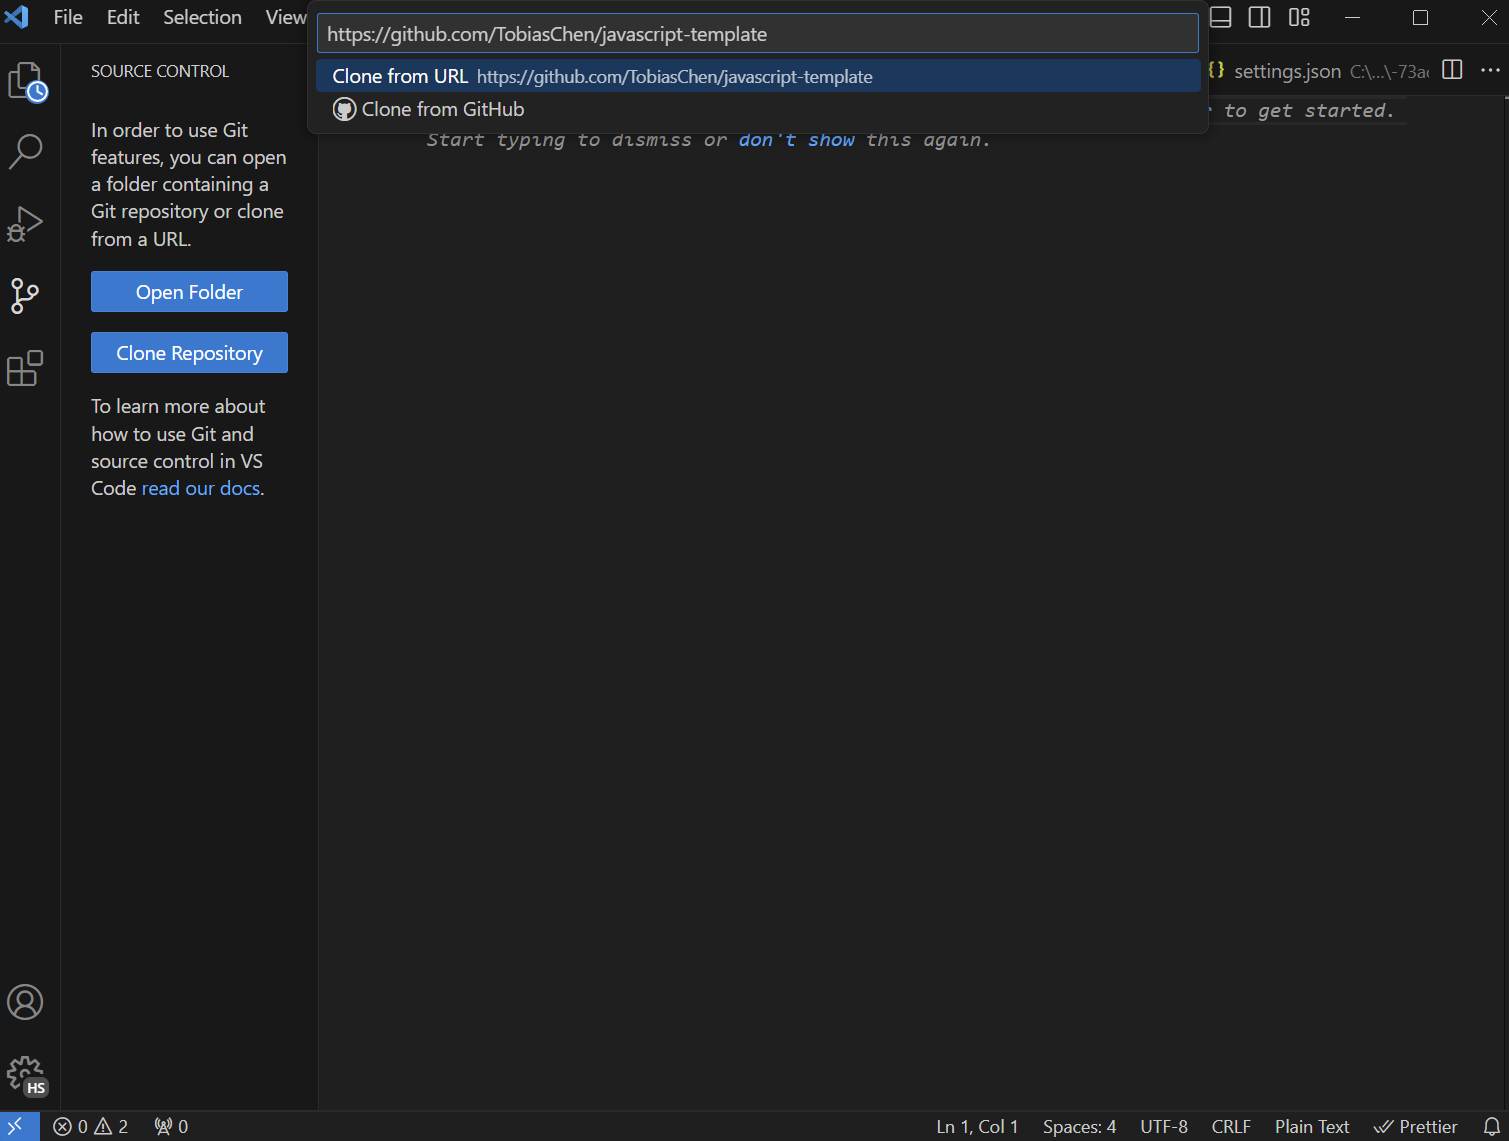 File Edit Selection View
https://github.com/TobiasChen/javascript-template
Clone from URL https://github.com/TobiasChen/javascript-template
Clone from GitHub
settings.json C:\...\-73ac
to get started.
Start typing to dismiss or don't show this again.
SOURCE CONTROL
In order to use Git
features, you can open
a folder containing a
Git repository or clone
from a URL.
Open Folder
Clone Repository
To learn more about
how to use Git and
source control in VS
Code read our docs.
HS
0 2 0 Ln 1, Col 1 Spaces: 4 UTF-8 CRLF Plain Text Prettier